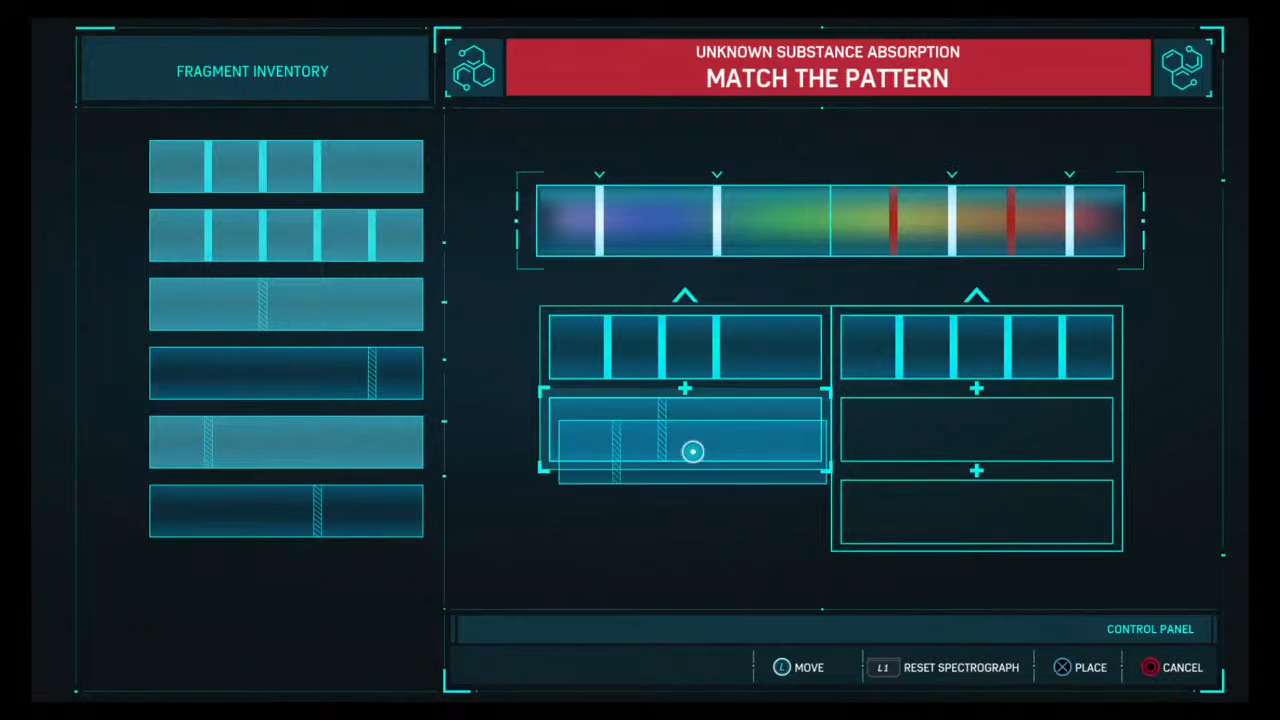 FRAGMENT INVENTORY
UNKNOWN SUBSTANCE ABSORPTION
MATCH THE PATTERN
CONTROL PANEL
L MOVE
L1 RESET SPECTROGRAPH
PLACE
CANCEL